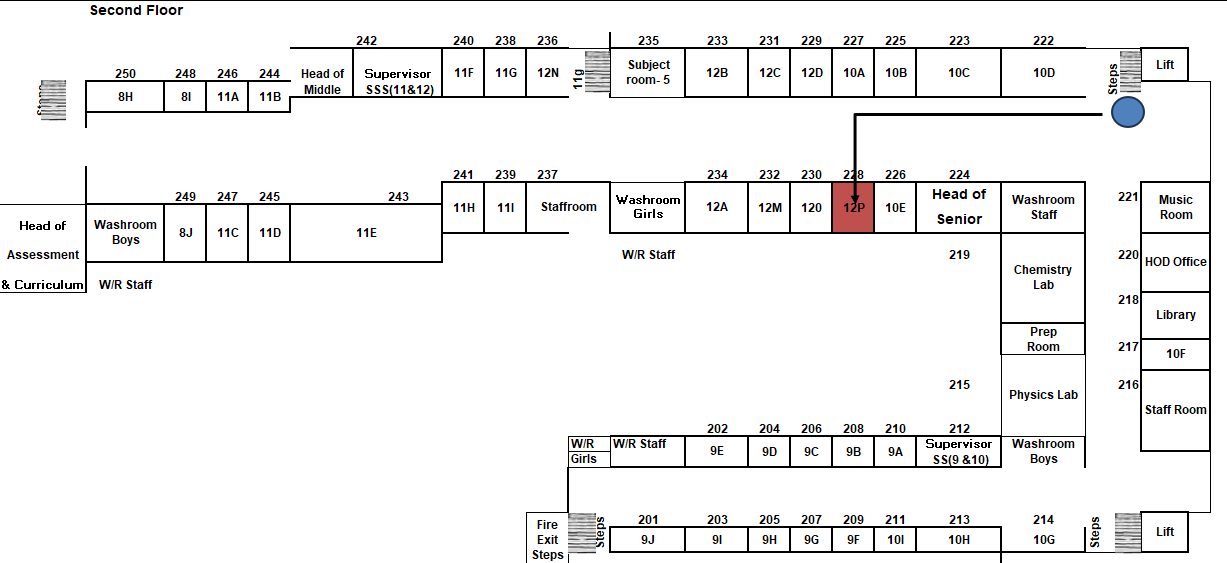 Second Floor
242 240 238 236 235 233 231 229 227 225 223 222
250 248 246 244 Head of Middle Supervisor SSS(11&12) 11F 11G 12N 11g Subject room- 5 12B 12C 12D 10A 10B 10C 10D Steps Lift
Steps 8H 8I 11A 11B
241 239 237 234 232 230 228 226 224
249 247 245 243 11H 11I Staffroom Washroom Girls 12A 12M 120 12P 10E Head of Senior Washroom Staff 221 Music Room
Head of Assessment & Curriculum Washroom Boys 8J 11C 11D 11E
W/R Staff
W/R Staff 219 Chemistry Lab 220 HOD Office
218 Library
Prep Room 217 10F
215 Physics Lab 216 Staff Room
202 204 206 208 210 212
W/R Girls W/R Staff 9E 9D 9C 9B 9A Supervisor SS(9 &10) Washroom Boys
201 203 205 207 209 211 213 214
Fire Exit Steps Steps 9J 9I 9H 9G 9F 10I 10H 10G Steps Lift